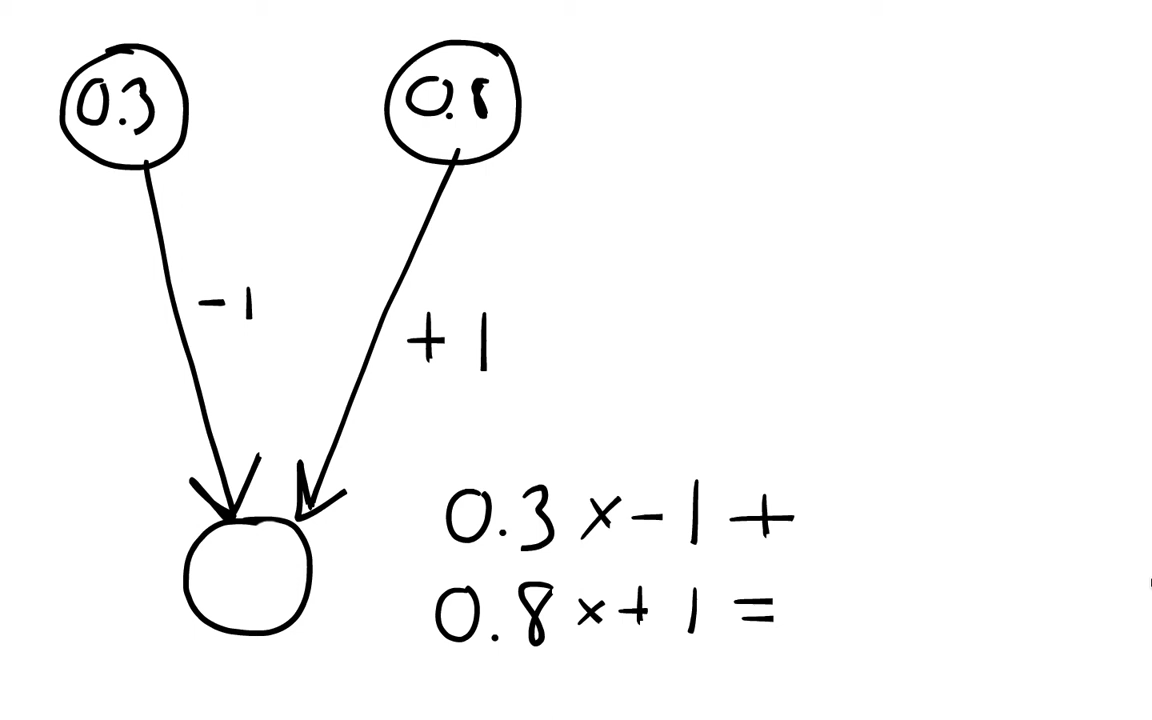 0.3 0.8
-1
+1
0.3 x -1 +
0.8 x +1 =